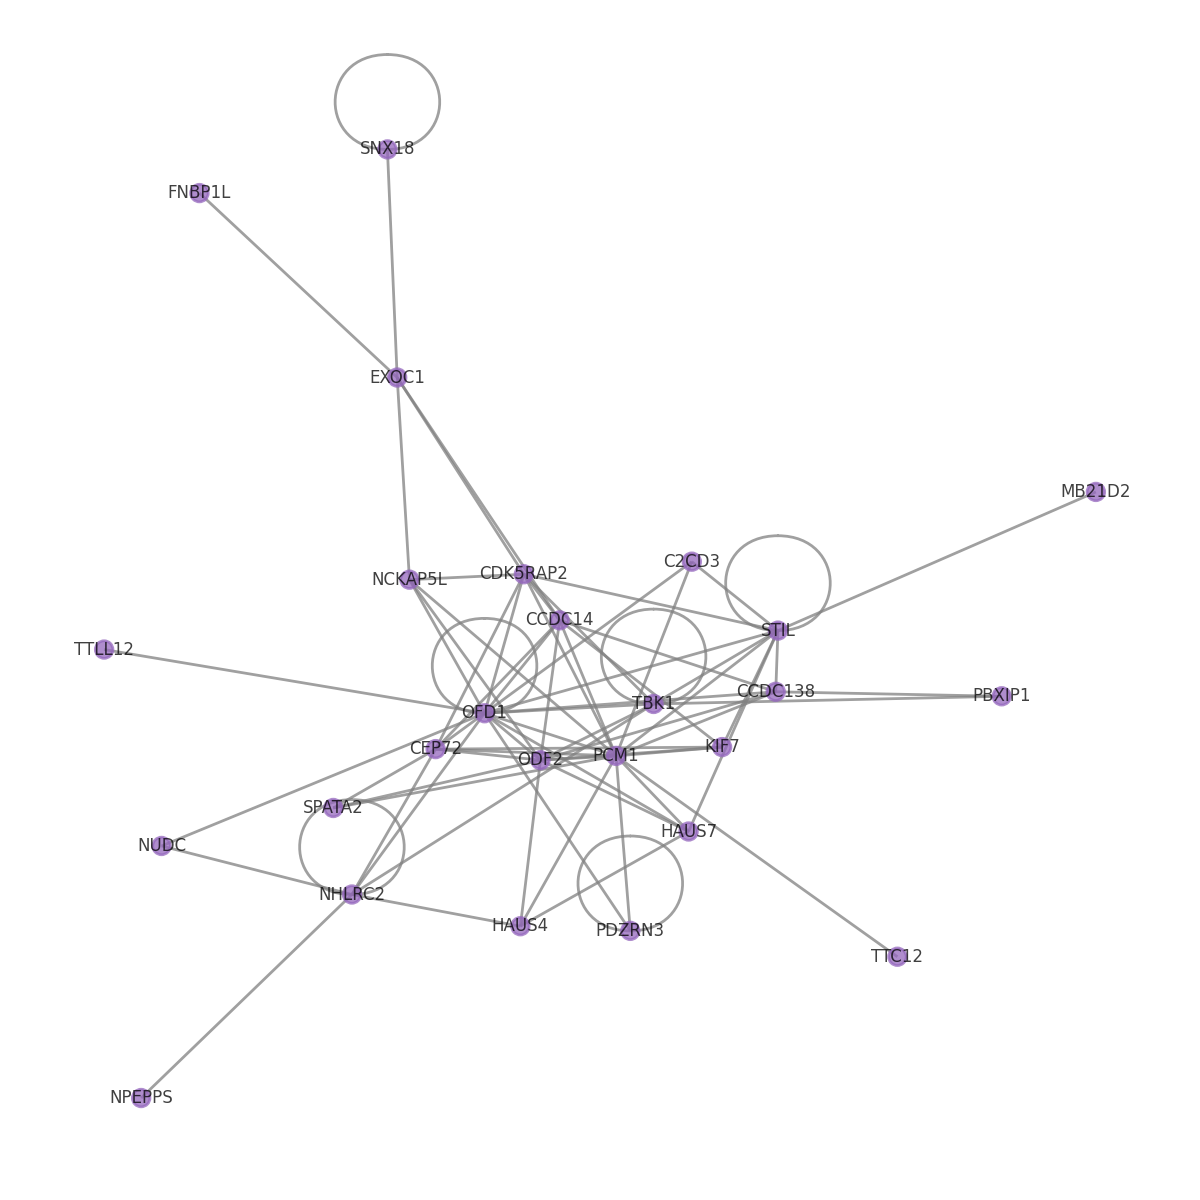 SNX18
FNBP1L
EXOC1
MB21D2
C2CD3
CDK5RAP2
NCKAP5L
CCDC14
STIL
TTLL12
CCDC138
PBXIP1
TBK1
OFD1
KIF7
CEP72
PCM1
ODF2
SPATA2
HAUS7
NUDC
NHLRC2
HAUS4
PDZRN3
TTC12
NPEPPS